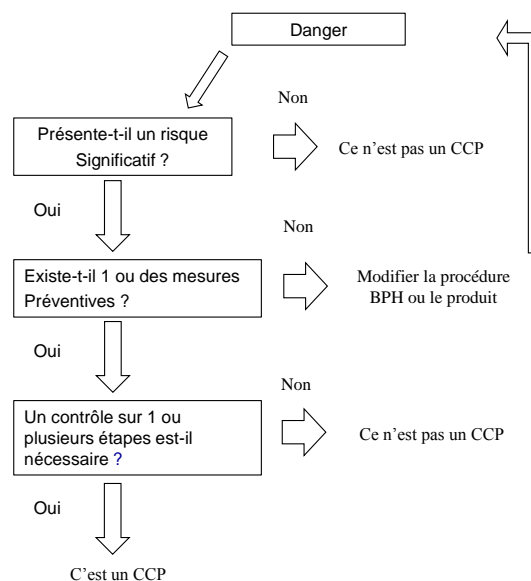 Danger
Non
Présente-t-il un risque
Significatif ?
Ce n’est pas un CCP
Oui
Non
Existe-t-il 1 ou des mesures
Préventives ?
Modifier la procédure
BPH ou le produit
Oui
Non
Un contrôle sur 1 ou
plusieurs étapes est-il
nécessaire ?
Ce n’est pas un CCP
Oui
C’est un CCP